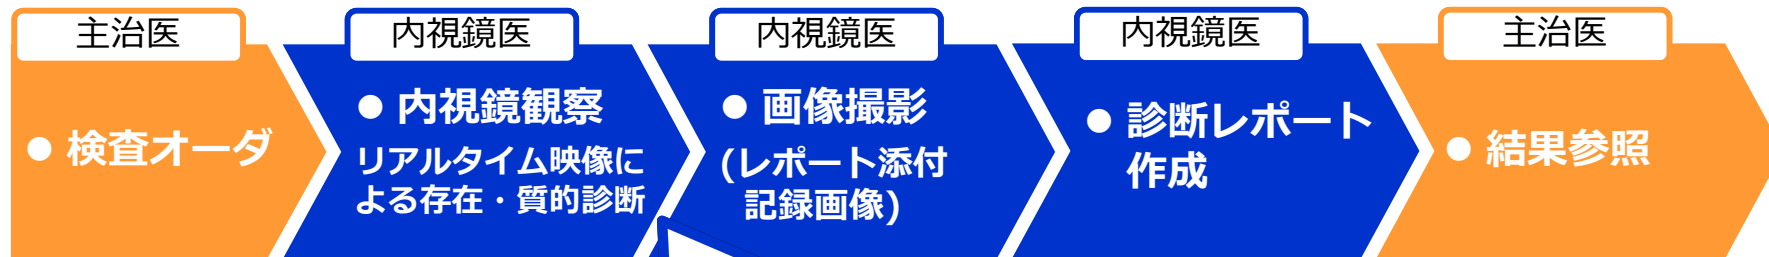 主治医
● 検査オーダ
内視鏡医
● 内視鏡観察
リアルタイム映像に
よる存在・質的診断
内視鏡医
● 画像撮影
(レポート添付
記録画像)
内視鏡医
● 診断レポート
作成
主治医
● 結果参照